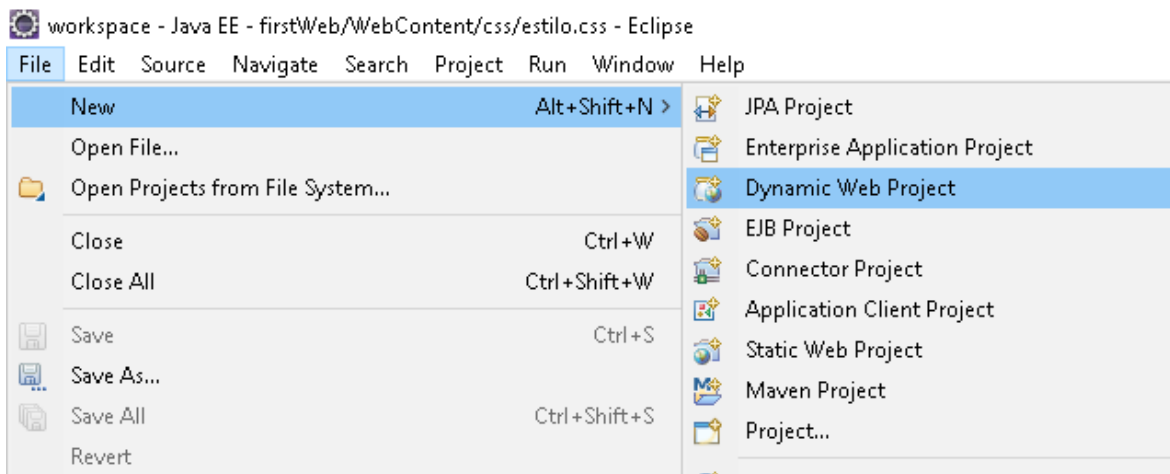 workspace - Java EE - firstWeb/WebContent/css/estilo.css - Eclipse
File Edit Source Navigate Search Project Run Window Help
New Alt+Shift+N >
Open File...
Open Projects from File System...
Close Ctrl+W
Close All Ctrl+Shift+W
Save Ctrl+S
Save As...
Save All Ctrl+Shift+S
Revert
JPA Project
Enterprise Application Project
Dynamic Web Project
EJB Project
Connector Project
Application Client Project
Static Web Project
Maven Project
Project...